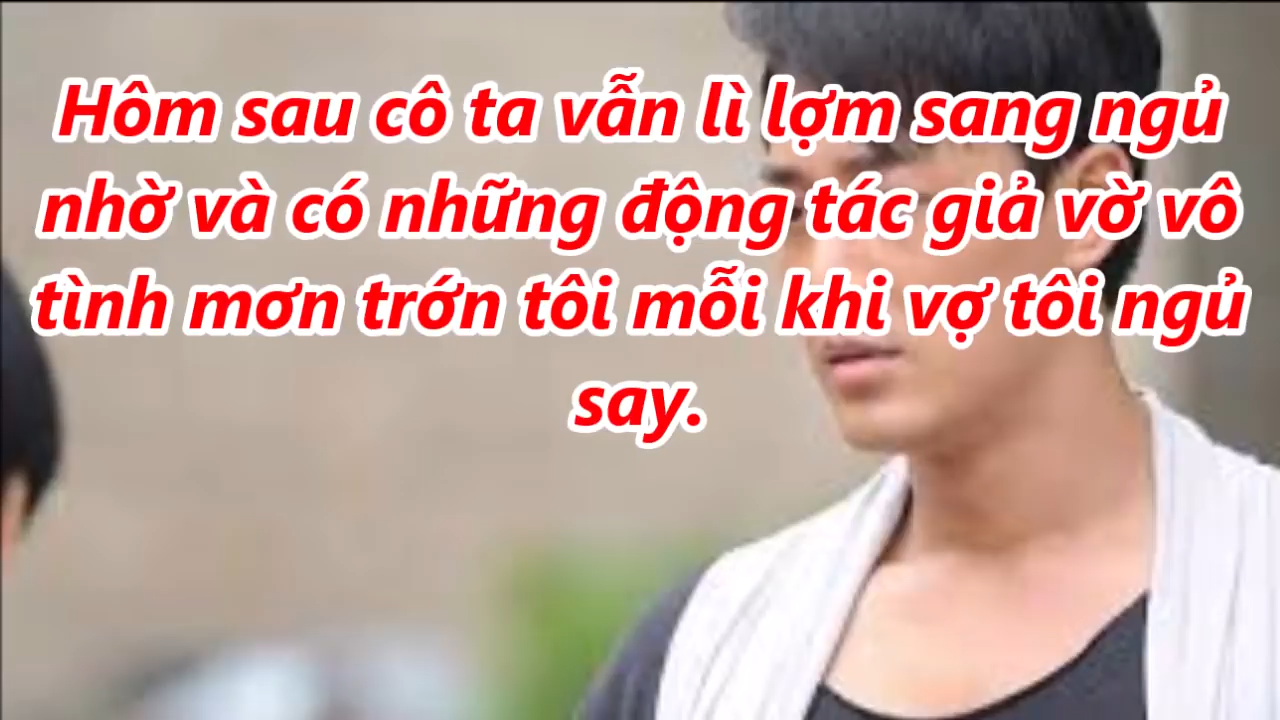 Hôm sau cô ta vẫn lì lợm sang ngủ
nhờ và có những động tác giả vờ vô
tình mơn trớn tôi mỗi khi vợ tôi ngủ
say.